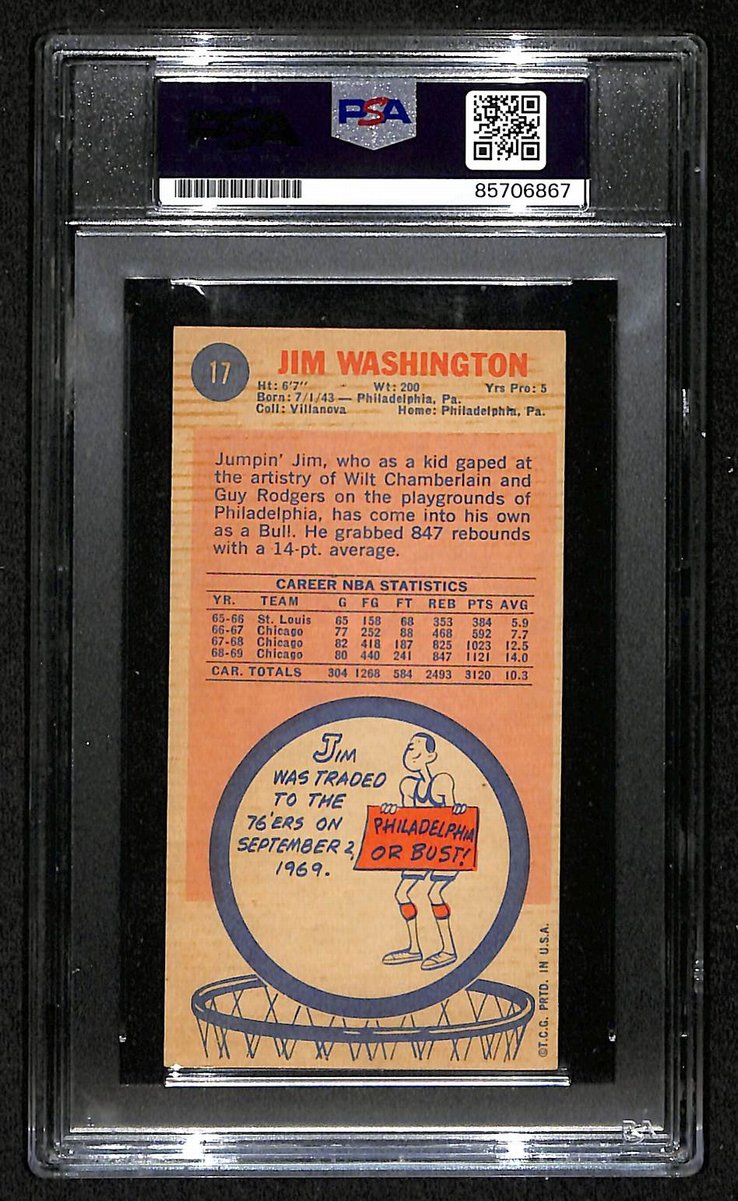 PSA
85706867
17
JIM WASHINGTON
Ht: 6'7" Wt: 200 Yrs Pro: 5
Born: 7/1/43 — Philadelphia, Pa.
Coll: Villanova Home: Philadelphia, Pa.
Jumpin' Jim, who as a kid gaped at
the artistry of Wilt Chamberlain and
Guy Rodgers on the playgrounds of
Philadelphia, has come into his own
as a Bull. He grabbed 847 rebounds
with a 14-pt. average.
CAREER NBA STATISTICS
YR. TEAM G FG FT REB PTS AVG
65-66 St. Louis 65 158 68 353 384 5.9
66-67 Chicago 77 252 88 468 592 7.7
67-68 Chicago 82 418 187 825 1023 12.5
68-69 Chicago 80 440 241 847 1121 14.0
CAR. TOTALS 304 1268 584 2493 3120 10.3
JIM
WAS TRADED
TO THE
76'ERS ON
SEPTEMBER 2,
1969.
PHILADELPHIA
OR BUST!
©T.C.G. PRTD. IN U.S.A.
PSA